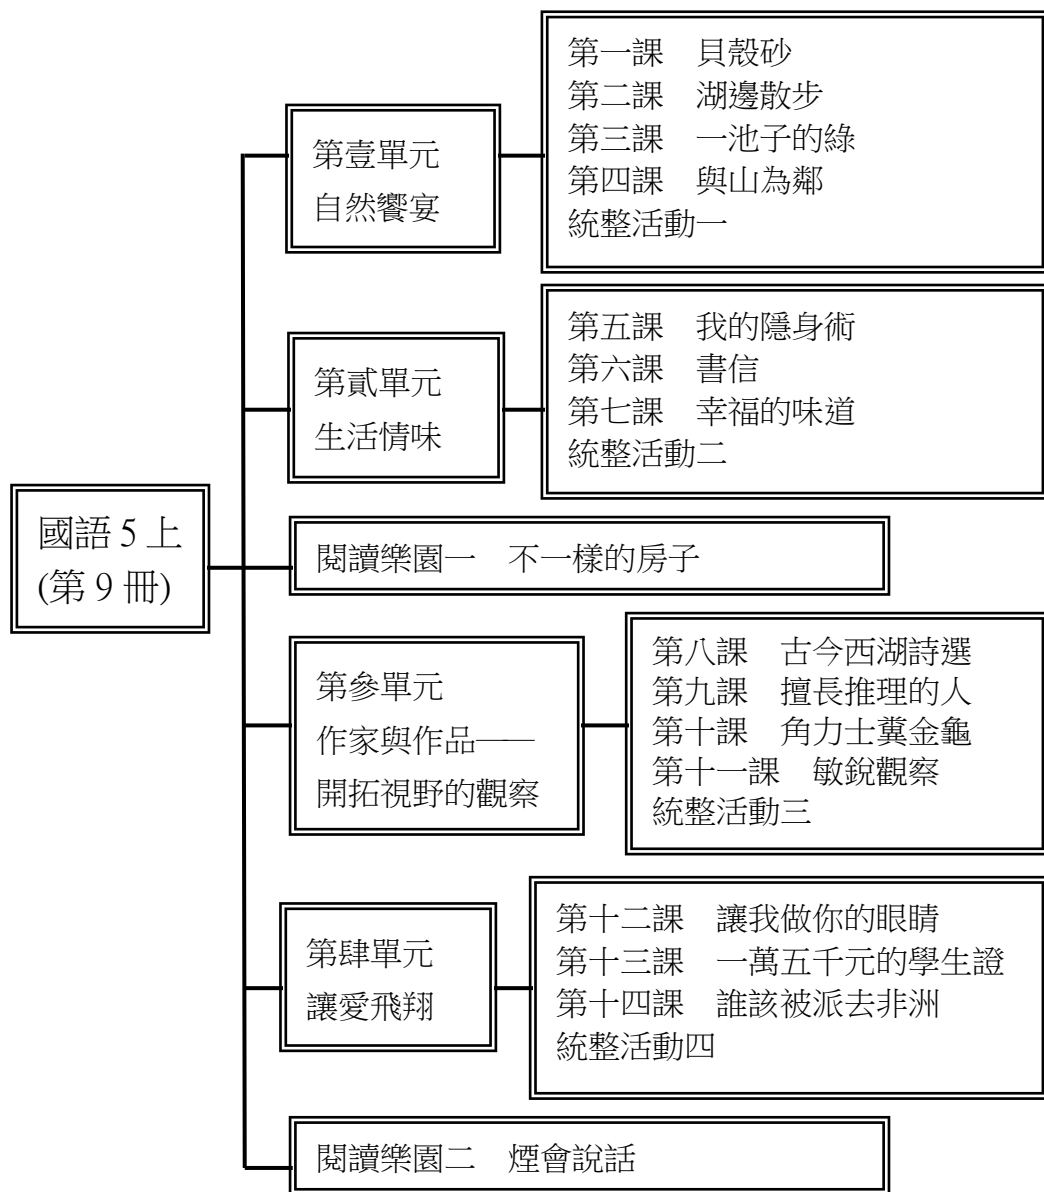 國語 5 上
(第 9 冊)
第壹單元
自然饗宴
第一課　貝殼砂
第二課　湖邊散步
第三課　一池子的綠
第四課　與山為鄰
統整活動一
第貳單元
生活情味
第五課　我的隱身術
第六課　書信
第七課　幸福的味道
統整活動二
閱讀樂園一　不一樣的房子
第參單元
作家與作品——
開拓視野的觀察
第八課　古今西湖詩選
第九課　擅長推理的人
第十課　角力士糞金龜
第十一課　敏銳觀察
統整活動三
第肆單元
讓愛飛翔
第十二課　讓我做你的眼睛
第十三課　一萬五千元的學生證
第十四課　誰該被派去非洲
統整活動四
閱讀樂園二　煙會說話